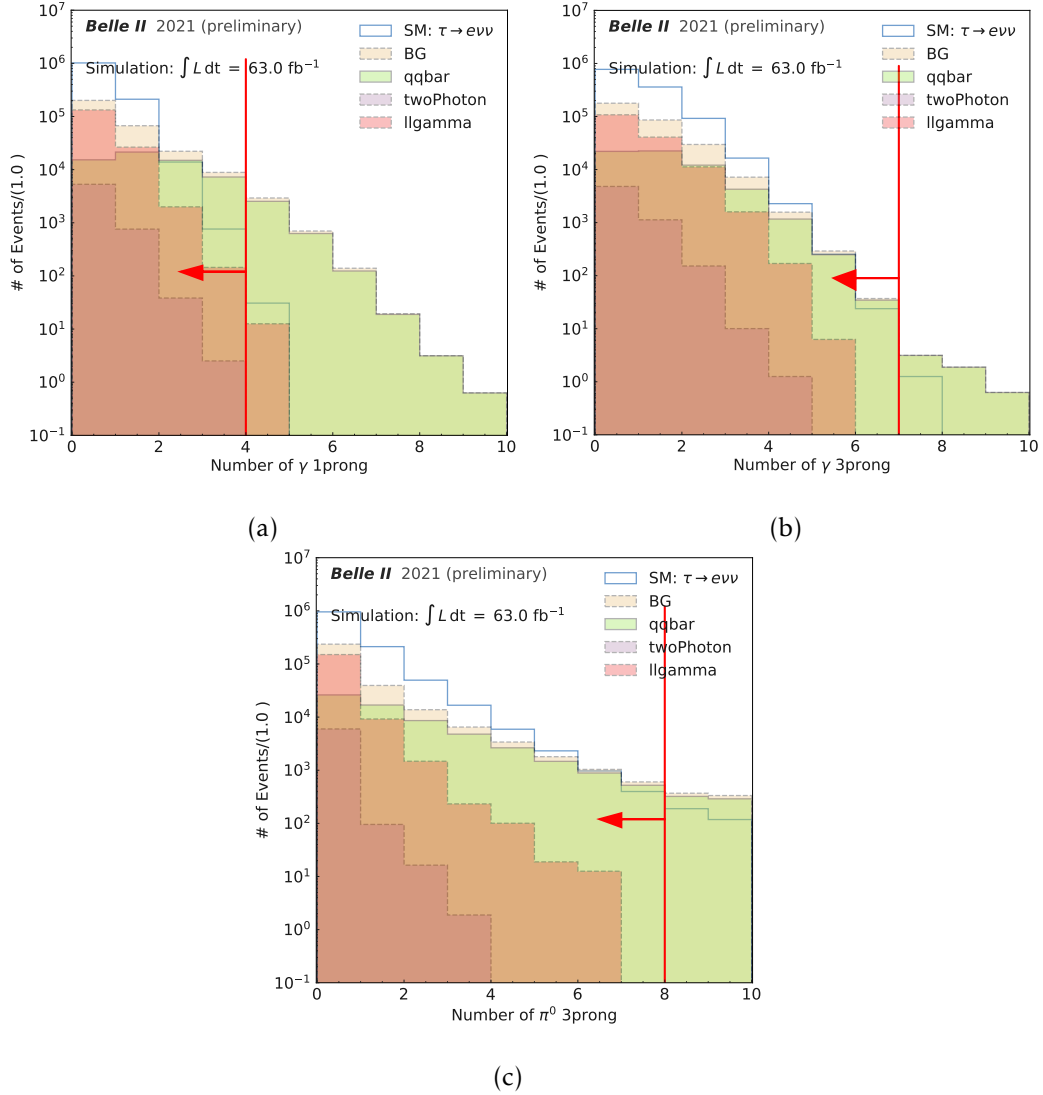 Belle II 2021 (preliminary)
Simulation: ∫ L dt = 63.0 fb⁻¹
SM: τ → eνν
BG
qqbar
twoPhoton
llgamma
# of Events/(1.0 )
10⁶
10⁵
10⁴
10³
10²
10¹
10⁰
10⁻¹
0 2 4 6 8 10
Number of γ 1prong
(a)
Belle II 2021 (preliminary)
Simulation: ∫ L dt = 63.0 fb⁻¹
SM: τ → eνν
BG
qqbar
twoPhoton
llgamma
# of Events/(1.0 )
10⁷
10⁶
10⁵
10⁴
10³
10²
10¹
10⁰
10⁻¹
0 2 4 6 8 10
Number of γ 3prong
(b)
Belle II 2021 (preliminary)
Simulation: ∫ L dt = 63.0 fb⁻¹
SM: τ → eνν
BG
qqbar
twoPhoton
llgamma
# of Events/(1.0 )
10⁷
10⁶
10⁵
10⁴
10³
10²
10¹
10⁰
10⁻¹
0 2 4 6 8 10
Number of π⁰ 3prong
(c)